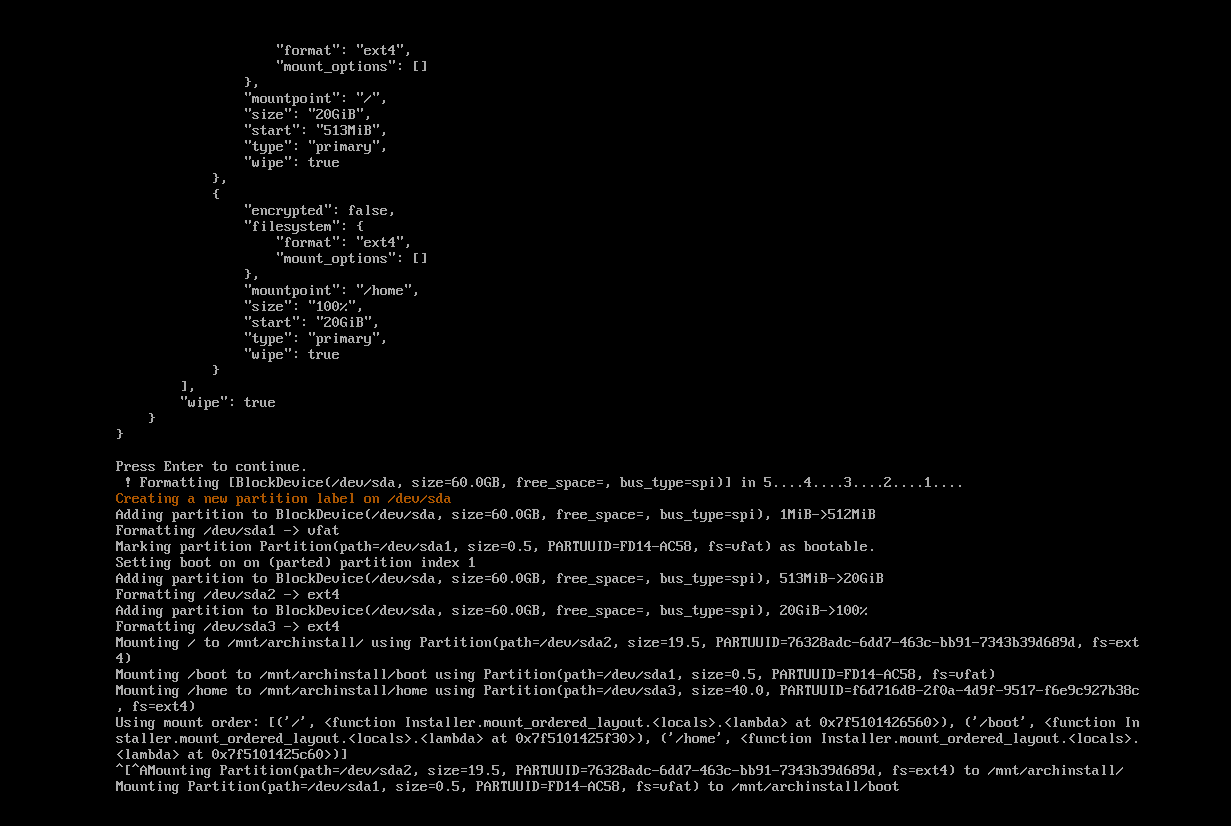 "format": "ext4",
                    "mount_options": []
                },
                "mountpoint": "/",
                "size": "20GiB",
                "start": "513MiB",
                "type": "primary",
                "wipe": true
            },
            {
                "encrypted": false,
                "filesystem": {
                    "format": "ext4",
                    "mount_options": []
                },
                "mountpoint": "/home",
                "size": "100%",
                "start": "20GiB",
                "type": "primary",
                "wipe": true
            }
        ],
        "wipe": true
    }
}

Press Enter to continue.
 ! Formatting [BlockDevice(/dev/sda, size=60.0GB, free_space=, bus_type=spi)] in 5....4....3....2....1....
Creating a new partition label on /dev/sda
Adding partition to BlockDevice(/dev/sda, size=60.0GB, free_space=, bus_type=spi), 1MiB->512MiB
Formatting /dev/sda1 -> vfat
Marking partition Partition(path=/dev/sda1, size=0.5, PARTUUID=FD14-AC58, fs=vfat) as bootable.
Setting boot on on (parted) partition index 1
Adding partition to BlockDevice(/dev/sda, size=60.0GB, free_space=, bus_type=spi), 513MiB->20GiB
Formatting /dev/sda2 -> ext4
Adding partition to BlockDevice(/dev/sda, size=60.0GB, free_space=, bus_type=spi), 20GiB->100%
Formatting /dev/sda3 -> ext4
Mounting / to /mnt/archinstall/ using Partition(path=/dev/sda2, size=19.5, PARTUUID=76328adc-6dd7-463c-bb91-7343b39d689d, fs=ext
4)
Mounting /boot to /mnt/archinstall/boot using Partition(path=/dev/sda1, size=0.5, PARTUUID=FD14-AC58, fs=vfat)
Mounting /home to /mnt/archinstall/home using Partition(path=/dev/sda3, size=40.0, PARTUUID=f6d716d8-2f0a-4d9f-9517-f6e9c927b38c
, fs=ext4)
Using mount order: [('/', <function Installer.mount_ordered_layout.<locals>.<lambda> at 0x7f5101426560>), ('/boot', <function In
staller.mount_ordered_layout.<locals>.<lambda> at 0x7f5101425f30>), ('/home', <function Installer.mount_ordered_layout.<locals>.
<lambda> at 0x7f5101425c60>)]
^[^AMounting Partition(path=/dev/sda2, size=19.5, PARTUUID=76328adc-6dd7-463c-bb91-7343b39d689d, fs=ext4) to /mnt/archinstall/
Mounting Partition(path=/dev/sda1, size=0.5, PARTUUID=FD14-AC58, fs=vfat) to /mnt/archinstall/boot